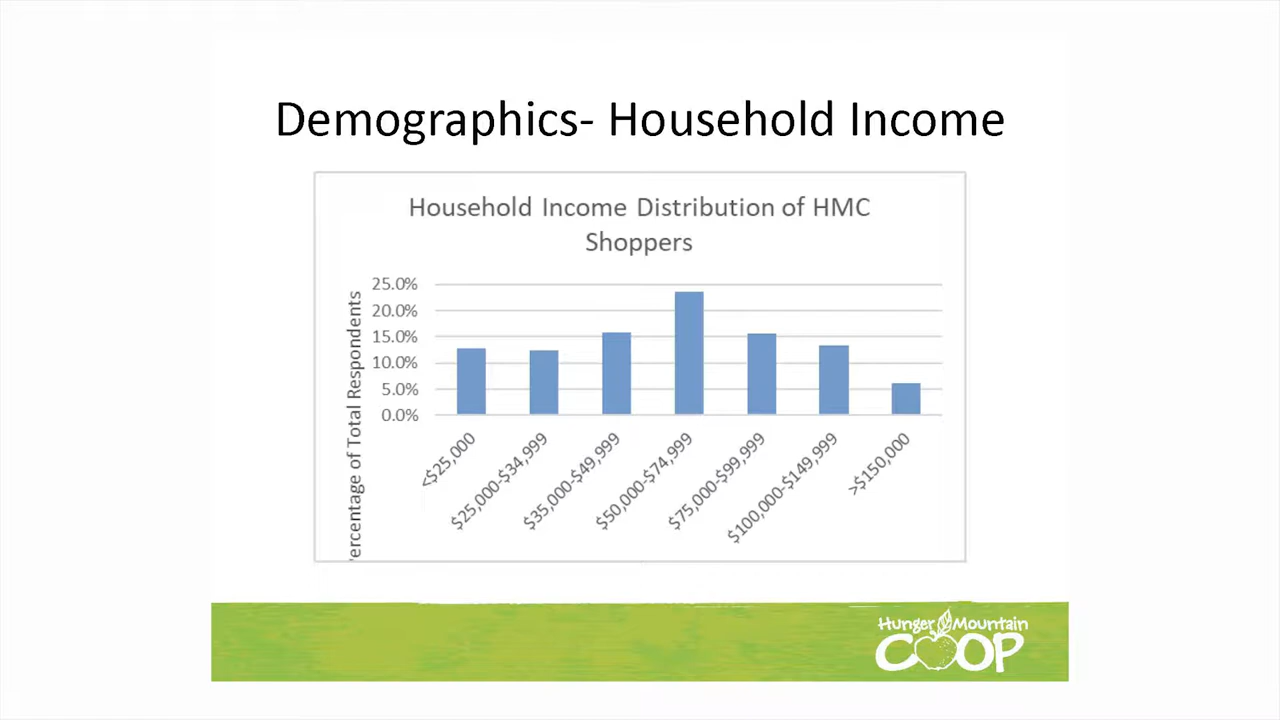 Demographics- Household Income
Household Income Distribution of HMC
Shoppers
Percentage of Total Respondents
25.0%
20.0%
15.0%
10.0%
5.0%
0.0%
<$25,000
$25,000-$34,999
$35,000-$49,999
$50,000-$74,999
$75,000-$99,999
$100,000-$149,999
>$150,000
Hunger Mountain
COOP